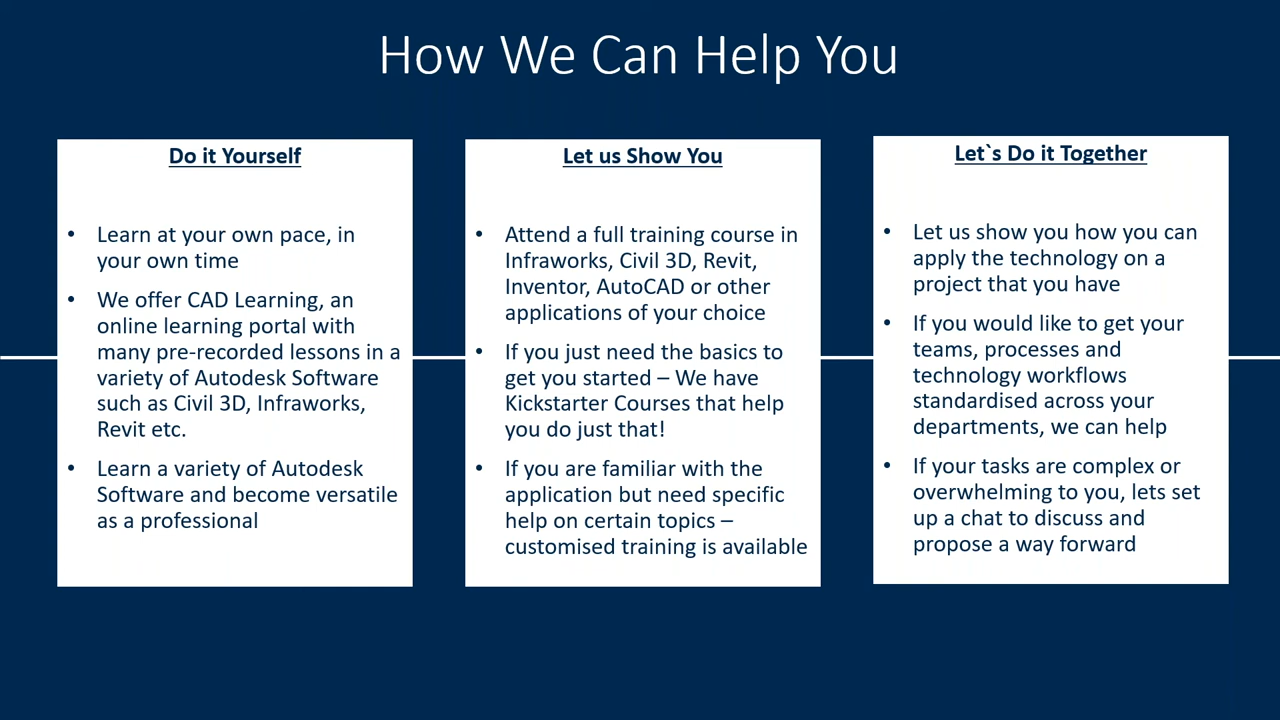 How We Can Help You
Do it Yourself
• Learn at your own pace, in
your own time
• We offer CAD Learning, an
online learning portal with
many pre-recorded lessons in a
variety of Autodesk Software
such as Civil 3D, Infraworks,
Revit etc.
• Learn a variety of Autodesk
Software and become versatile
as a professional
Let us Show You
• Attend a full training course in
Infraworks, Civil 3D, Revit,
Inventor, AutoCAD or other
applications of your choice
• If you just need the basics to
get you started – We have
Kickstarter Courses that help
you do just that!
• If you are familiar with the
application but need specific
help on certain topics –
customised training is available
Let`s Do it Together
• Let us show you how you can
apply the technology on a
project that you have
• If you would like to get your
teams, processes and
technology workflows
standardised across your
departments, we can help
• If your tasks are complex or
overwhelming to you, lets set
up a chat to discuss and
propose a way forward